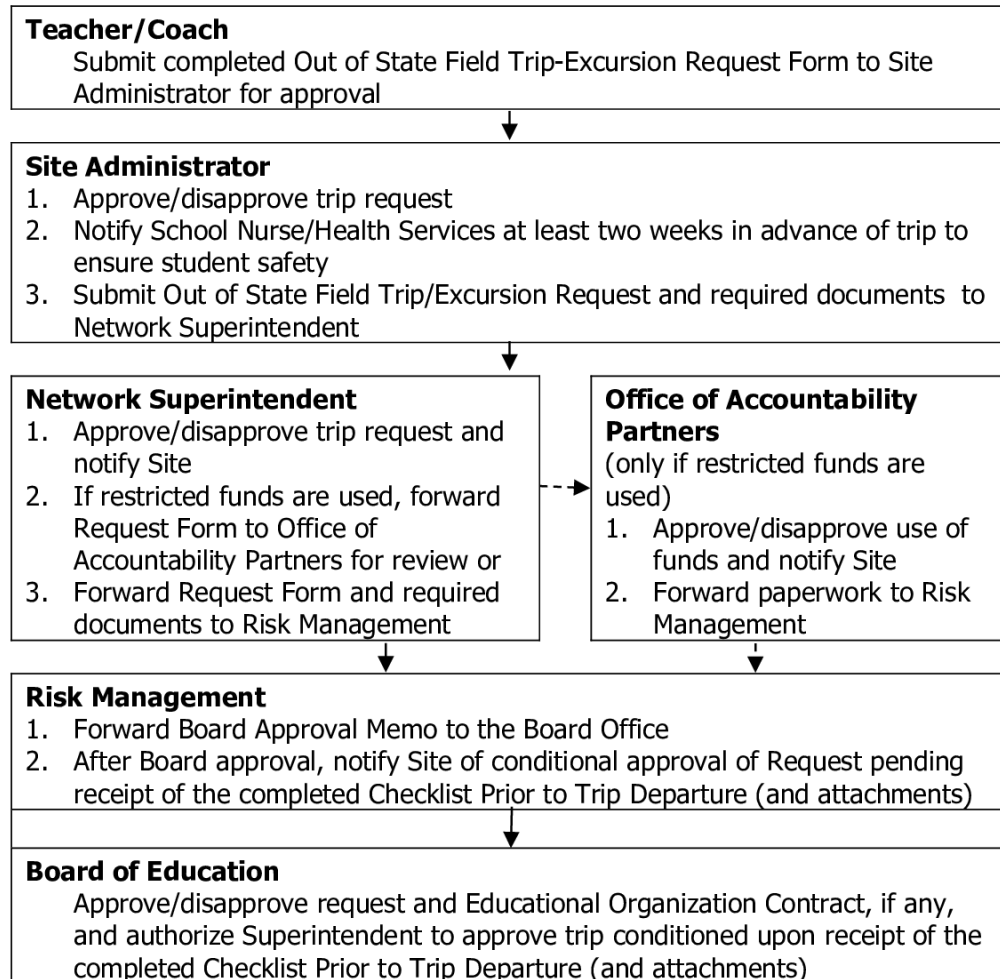 Teacher/Coach
Submit completed Out of State Field Trip-Excursion Request Form to Site
Administrator for approval
Site Administrator
1. Approve/disapprove trip request
2. Notify School Nurse/Health Services at least two weeks in advance of trip to
ensure student safety
3. Submit Out of State Field Trip/Excursion Request and required documents to
Network Superintendent
Network Superintendent
1. Approve/disapprove trip request and
notify Site
2. If restricted funds are used, forward
Request Form to Office of
Accountability Partners for review or
3. Forward Request Form and required
documents to Risk Management
Office of Accountability
Partners
(only if restricted funds are
used)
1. Approve/disapprove use of
funds and notify Site
2. Forward paperwork to Risk
Management
Risk Management
1. Forward Board Approval Memo to the Board Office
2. After Board approval, notify Site of conditional approval of Request pending
receipt of the completed Checklist Prior to Trip Departure (and attachments)
Board of Education
Approve/disapprove request and Educational Organization Contract, if any,
and authorize Superintendent to approve trip conditioned upon receipt of the
completed Checklist Prior to Trip Departure (and attachments)